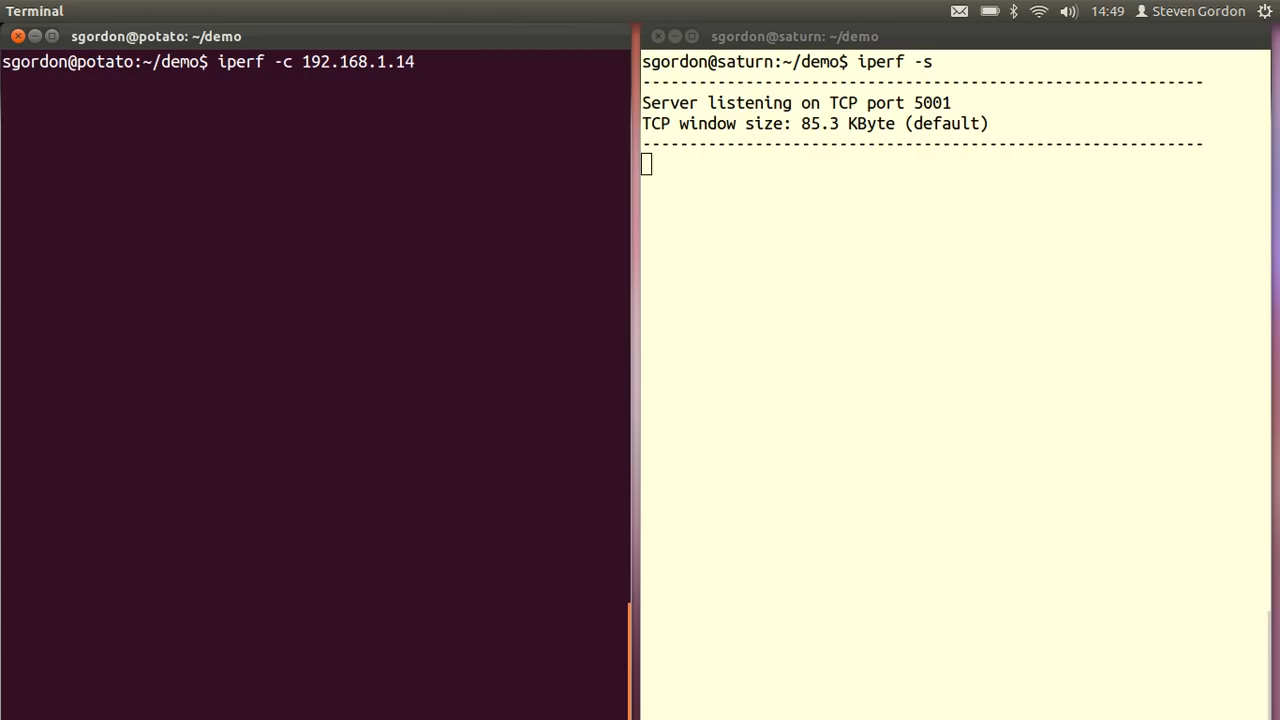 Terminal
14:49 Steven Gordon
sgordon@potato: ~/demo
sgordon@potato:~/demo$ iperf -c 192.168.1.14
sgordon@saturn: ~/demo
sgordon@saturn:~/demo$ iperf -s
------------------------------------------------------------
Server listening on TCP port 5001
TCP window size: 85.3 KByte (default)
------------------------------------------------------------